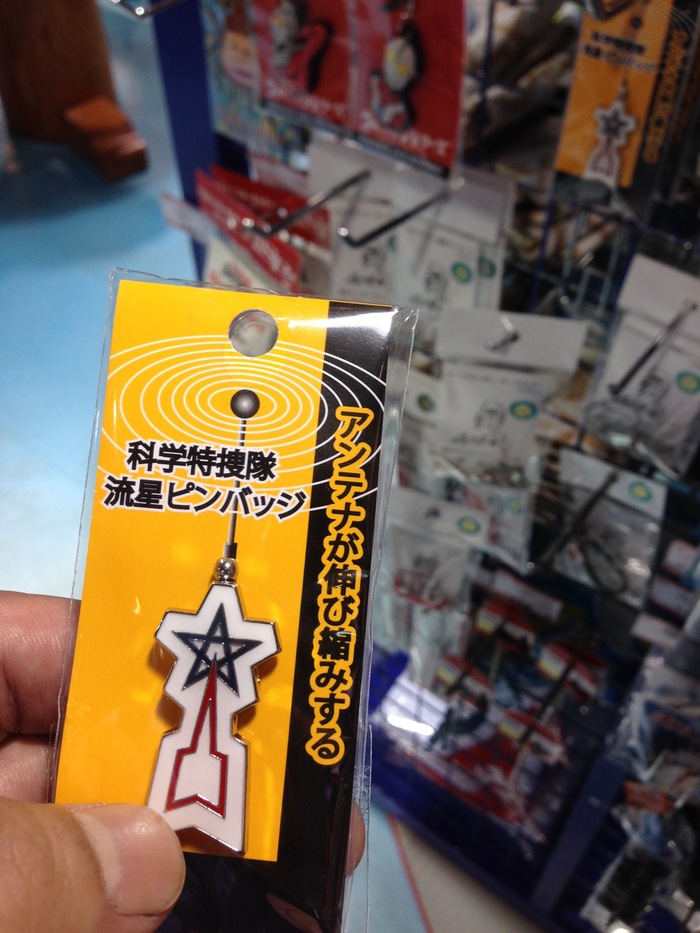 科学特捜隊
流星ピンバッジ
アンテナが伸び縮みする